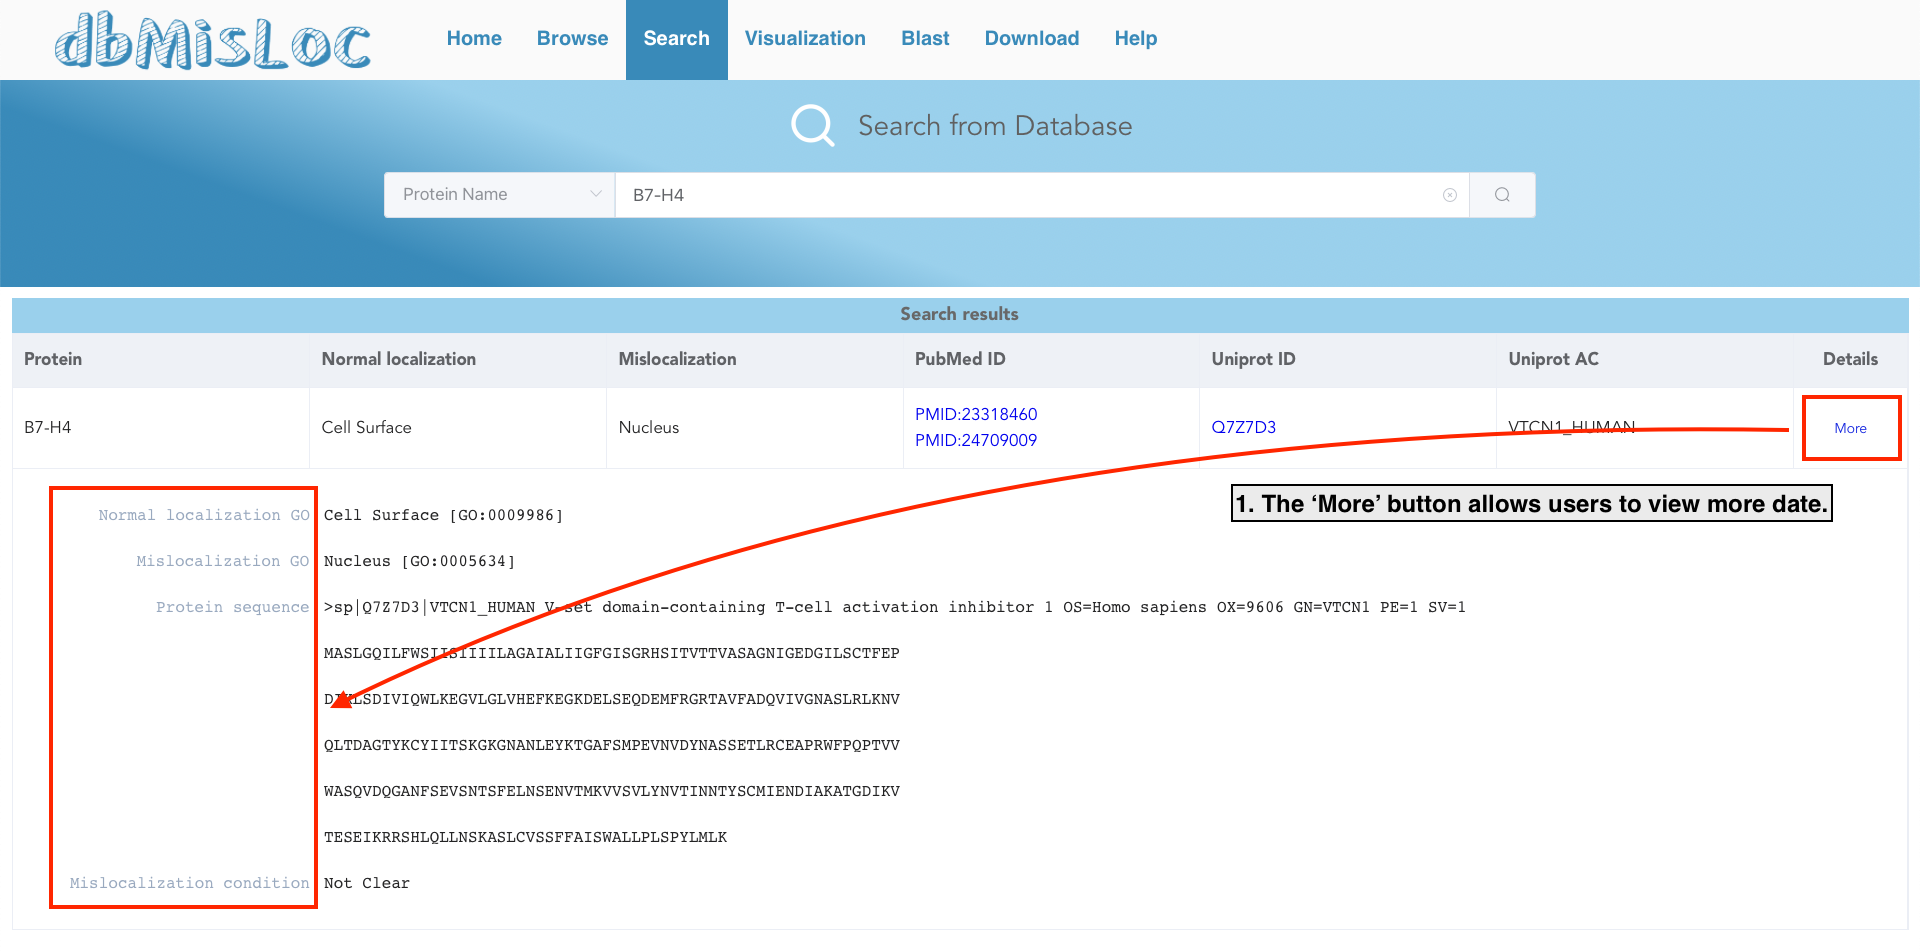 dbMisLoc
Home Browse Search Visualization Blast Download Help
Search from Database
Protein Name B7-H4
Search results
Protein Normal localization Mislocalization PubMed ID Uniprot ID Uniprot AC Details
B7-H4 Cell Surface Nucleus PMID:23318460 Q7Z7D3 VTCN1_HUMAN More
PMID:24709009
1. The ‘More’ button allows users to view more date.
Normal localization GO Cell Surface [GO:0009986]
Mislocalization GO Nucleus [GO:0005634]
Protein sequence >sp|Q7Z7D3|VTCN1_HUMAN V-set domain-containing T-cell activation inhibitor 1 OS=Homo sapiens OX=9606 GN=VTCN1 PE=1 SV=1
MASLGQILFWSIISIIIILAGAIALIIGFGISGRHSITVTTVASAGNIGEDGILSCTFEP
DIKLSDIVIQWLKEGVLGLVHEFKEGKDELSEQDEMFRGRTAVFADQVIVGNASLRLKNV
QLTDAGTYKCYIITSKGKGNANLEYKTGAFSMPEVNVDYNASSETLRCEAPRWFPQPTVV
WASQVDQGANFSEVSNTSFELNSENVTMKVVSVLYNVTINNTYSCMIENDIAKATGDIKV
TESEIKRRSHLQLLNSKASLCVSSFFAISWALLPLSPYLMLK
Mislocalization condition Not Clear